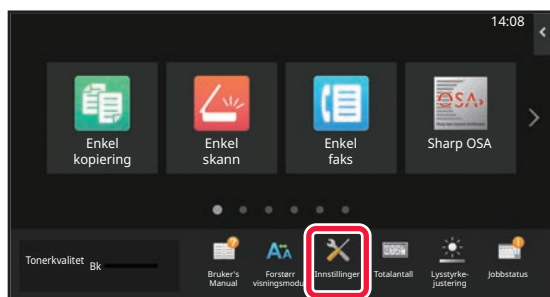 14:08
Enkel
kopiering
Enkel
skann
Enkel
faks
OSA
Sharp OSA
Tonerkvalitet Bk
Bruker's
Manual
Forstørr
visningsmodu
Innstillinger
Totalantall
Lysstyrke-
justering
Jobbstatus